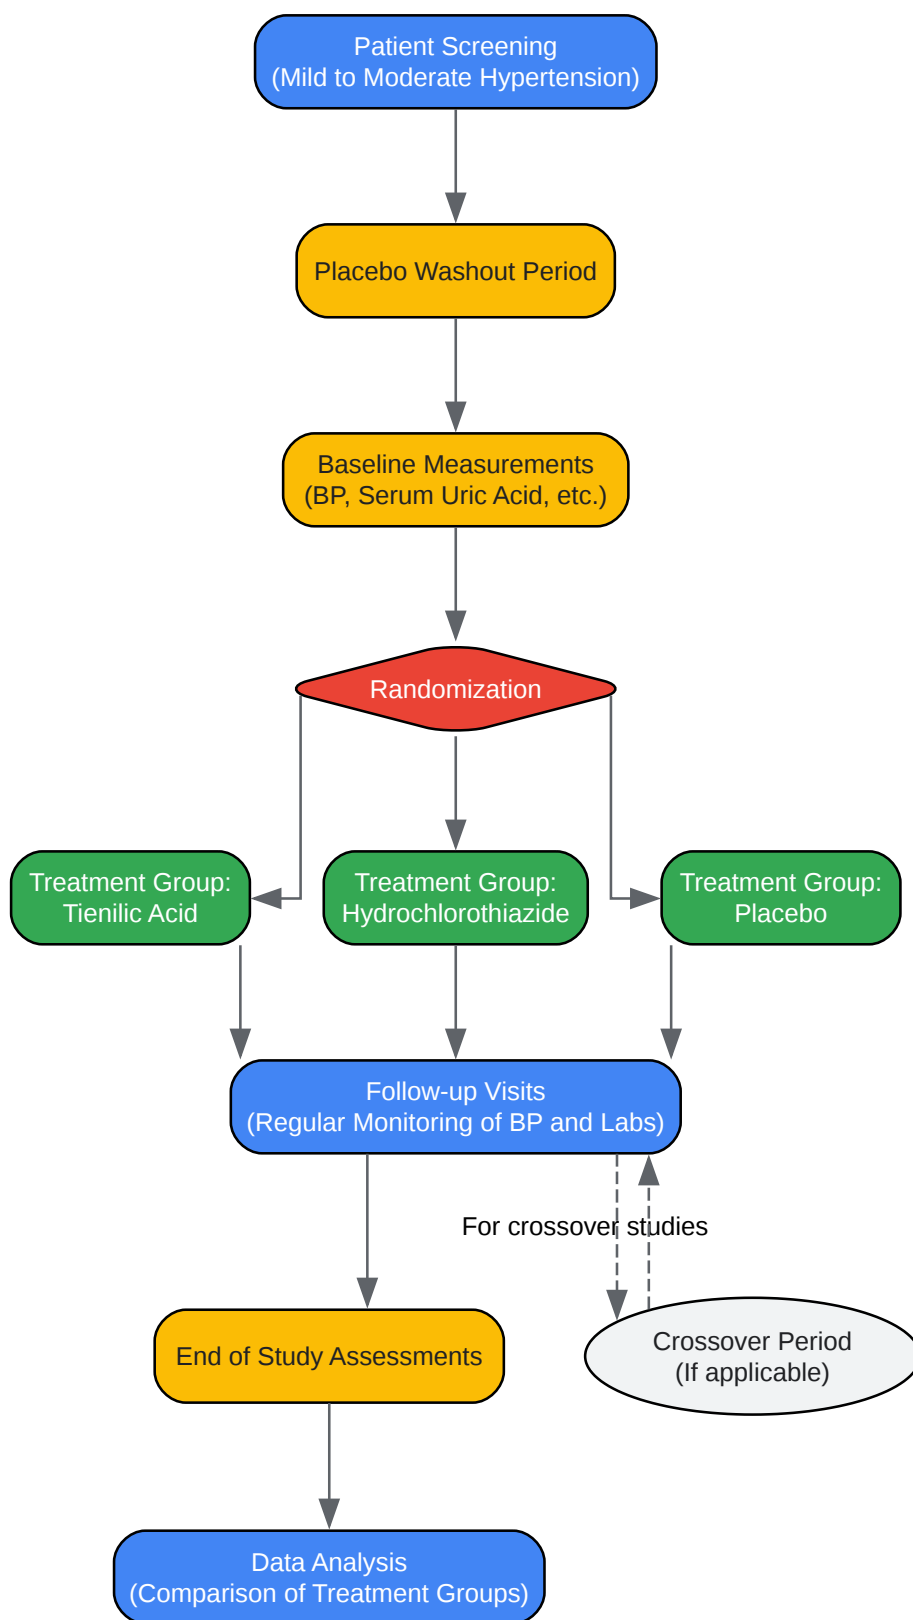 Patient Screening
(Mild to Moderate Hypertension)
Placebo Washout Period
Baseline Measurements
(BP, Serum Uric Acid, etc.)
Randomization
Treatment Group:
Tienilic Acid
Treatment Group:
Hydrochlorothiazide
Treatment Group:
Placebo
Follow-up Visits
(Regular Monitoring of BP and Labs)
For crossover studies
Crossover Period
(If applicable)
End of Study Assessments
Data Analysis
(Comparison of Treatment Groups)